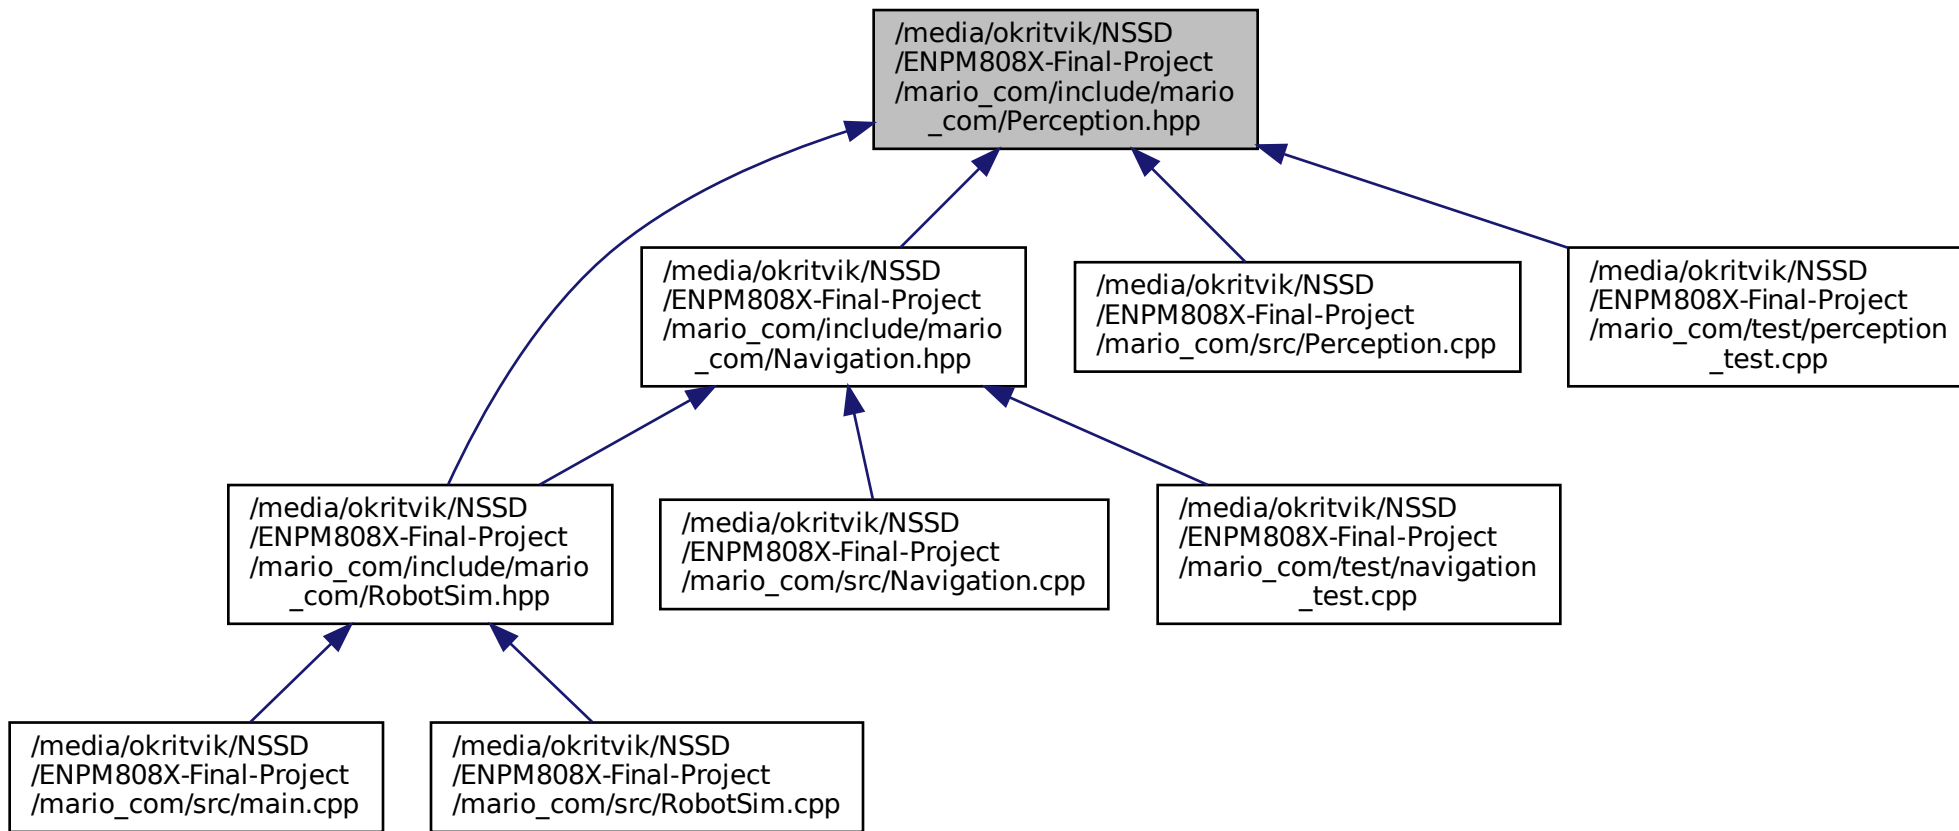 /media/okritvik/NSSD
/ENPM808X-Final-Project
/mario_com/include/mario
_com/Perception.hpp
/media/okritvik/NSSD
/ENPM808X-Final-Project
/mario_com/include/mario
_com/Navigation.hpp
/media/okritvik/NSSD
/ENPM808X-Final-Project
/mario_com/src/Perception.cpp
/media/okritvik/NSSD
/ENPM808X-Final-Project
/mario_com/test/perception
_test.cpp
/media/okritvik/NSSD
/ENPM808X-Final-Project
/mario_com/include/mario
_com/RobotSim.hpp
/media/okritvik/NSSD
/ENPM808X-Final-Project
/mario_com/src/Navigation.cpp
/media/okritvik/NSSD
/ENPM808X-Final-Project
/mario_com/test/navigation
_test.cpp
/media/okritvik/NSSD
/ENPM808X-Final-Project
/mario_com/src/main.cpp
/media/okritvik/NSSD
/ENPM808X-Final-Project
/mario_com/src/RobotSim.cpp